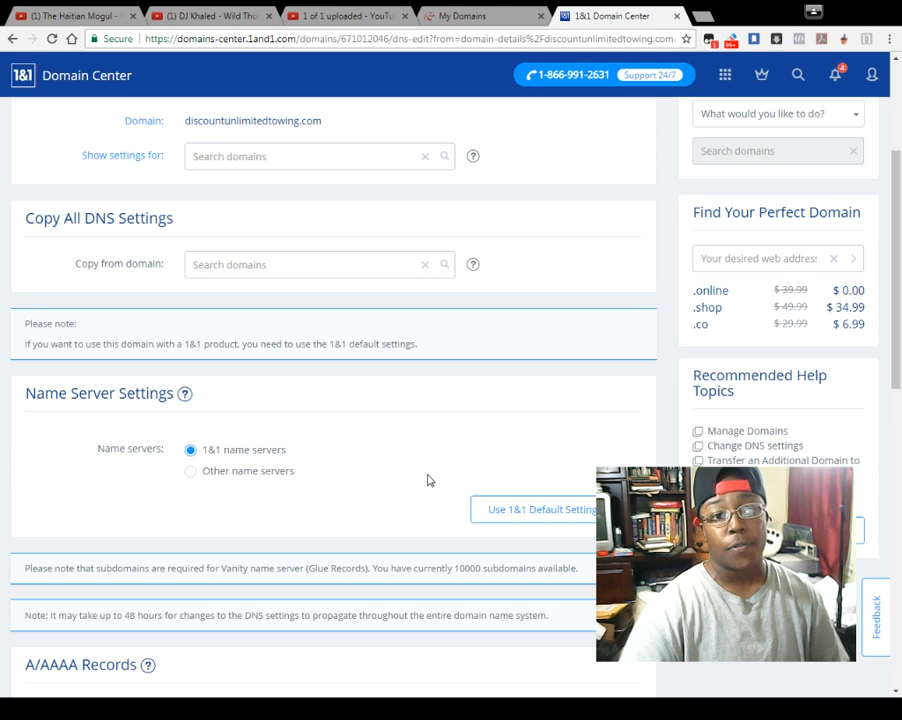 (1) The Haitian Mogul -
(1) DJ Khaled - Wild Tho
1 of 1 uploaded - YouTu
My Domains
1&1 Domain Center
Secure
https://domains-center.1and1.com/domains/671012046/dns-edit?from=domain-details%2Fdiscountunlimitedtowing.com
1&1 Domain Center
1-866-991-2631 Support 24/7
4
Domain: discountunlimitedtowing.com
Show settings for: Search domains
Copy All DNS Settings
Copy from domain: Search domains
Please note:
If you want to use this domain with a 1&1 product, you need to use the 1&1 default settings.
Name Server Settings
Name servers: 1&1 name servers
Other name servers
Use 1&1 Default Setting
Please note that subdomains are required for Vanity name server (Glue Records). You have currently 10000 subdomains available.
Note: It may take up to 48 hours for changes to the DNS settings to propagate throughout the entire domain name system.
A/AAAA Records
What would you like to do?
Search domains
Find Your Perfect Domain
Your desired web address
.online $ 39.99 $ 0.00
.shop $ 49.99 $ 34.99
.co $ 29.99 $ 6.99
Recommended Help
Topics
Manage Domains
Change DNS settings
Transfer an Additional Domain to
Feedback